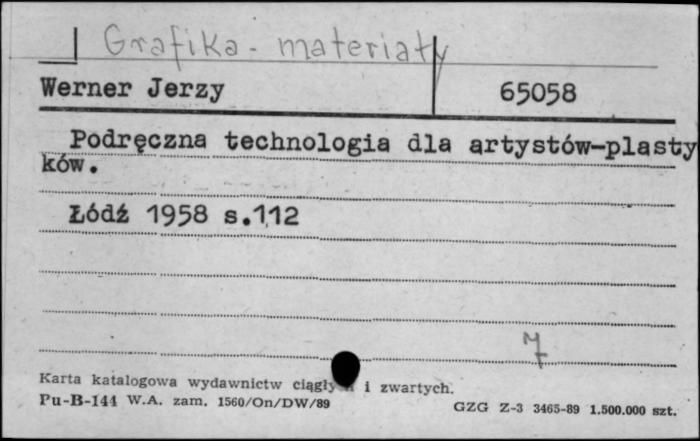 Grafika - materiały
Werner Jerzy 65058
Podręczna technologia dla artystów-plasty
ków.
Łódź 1958 s.112
7
Karta katalogowa wydawnictw i zwartych.
Pu-B-144 W.A. zam. 1560/On/DW/89 GZG Z-3 3465-89 1.500.000 szt.